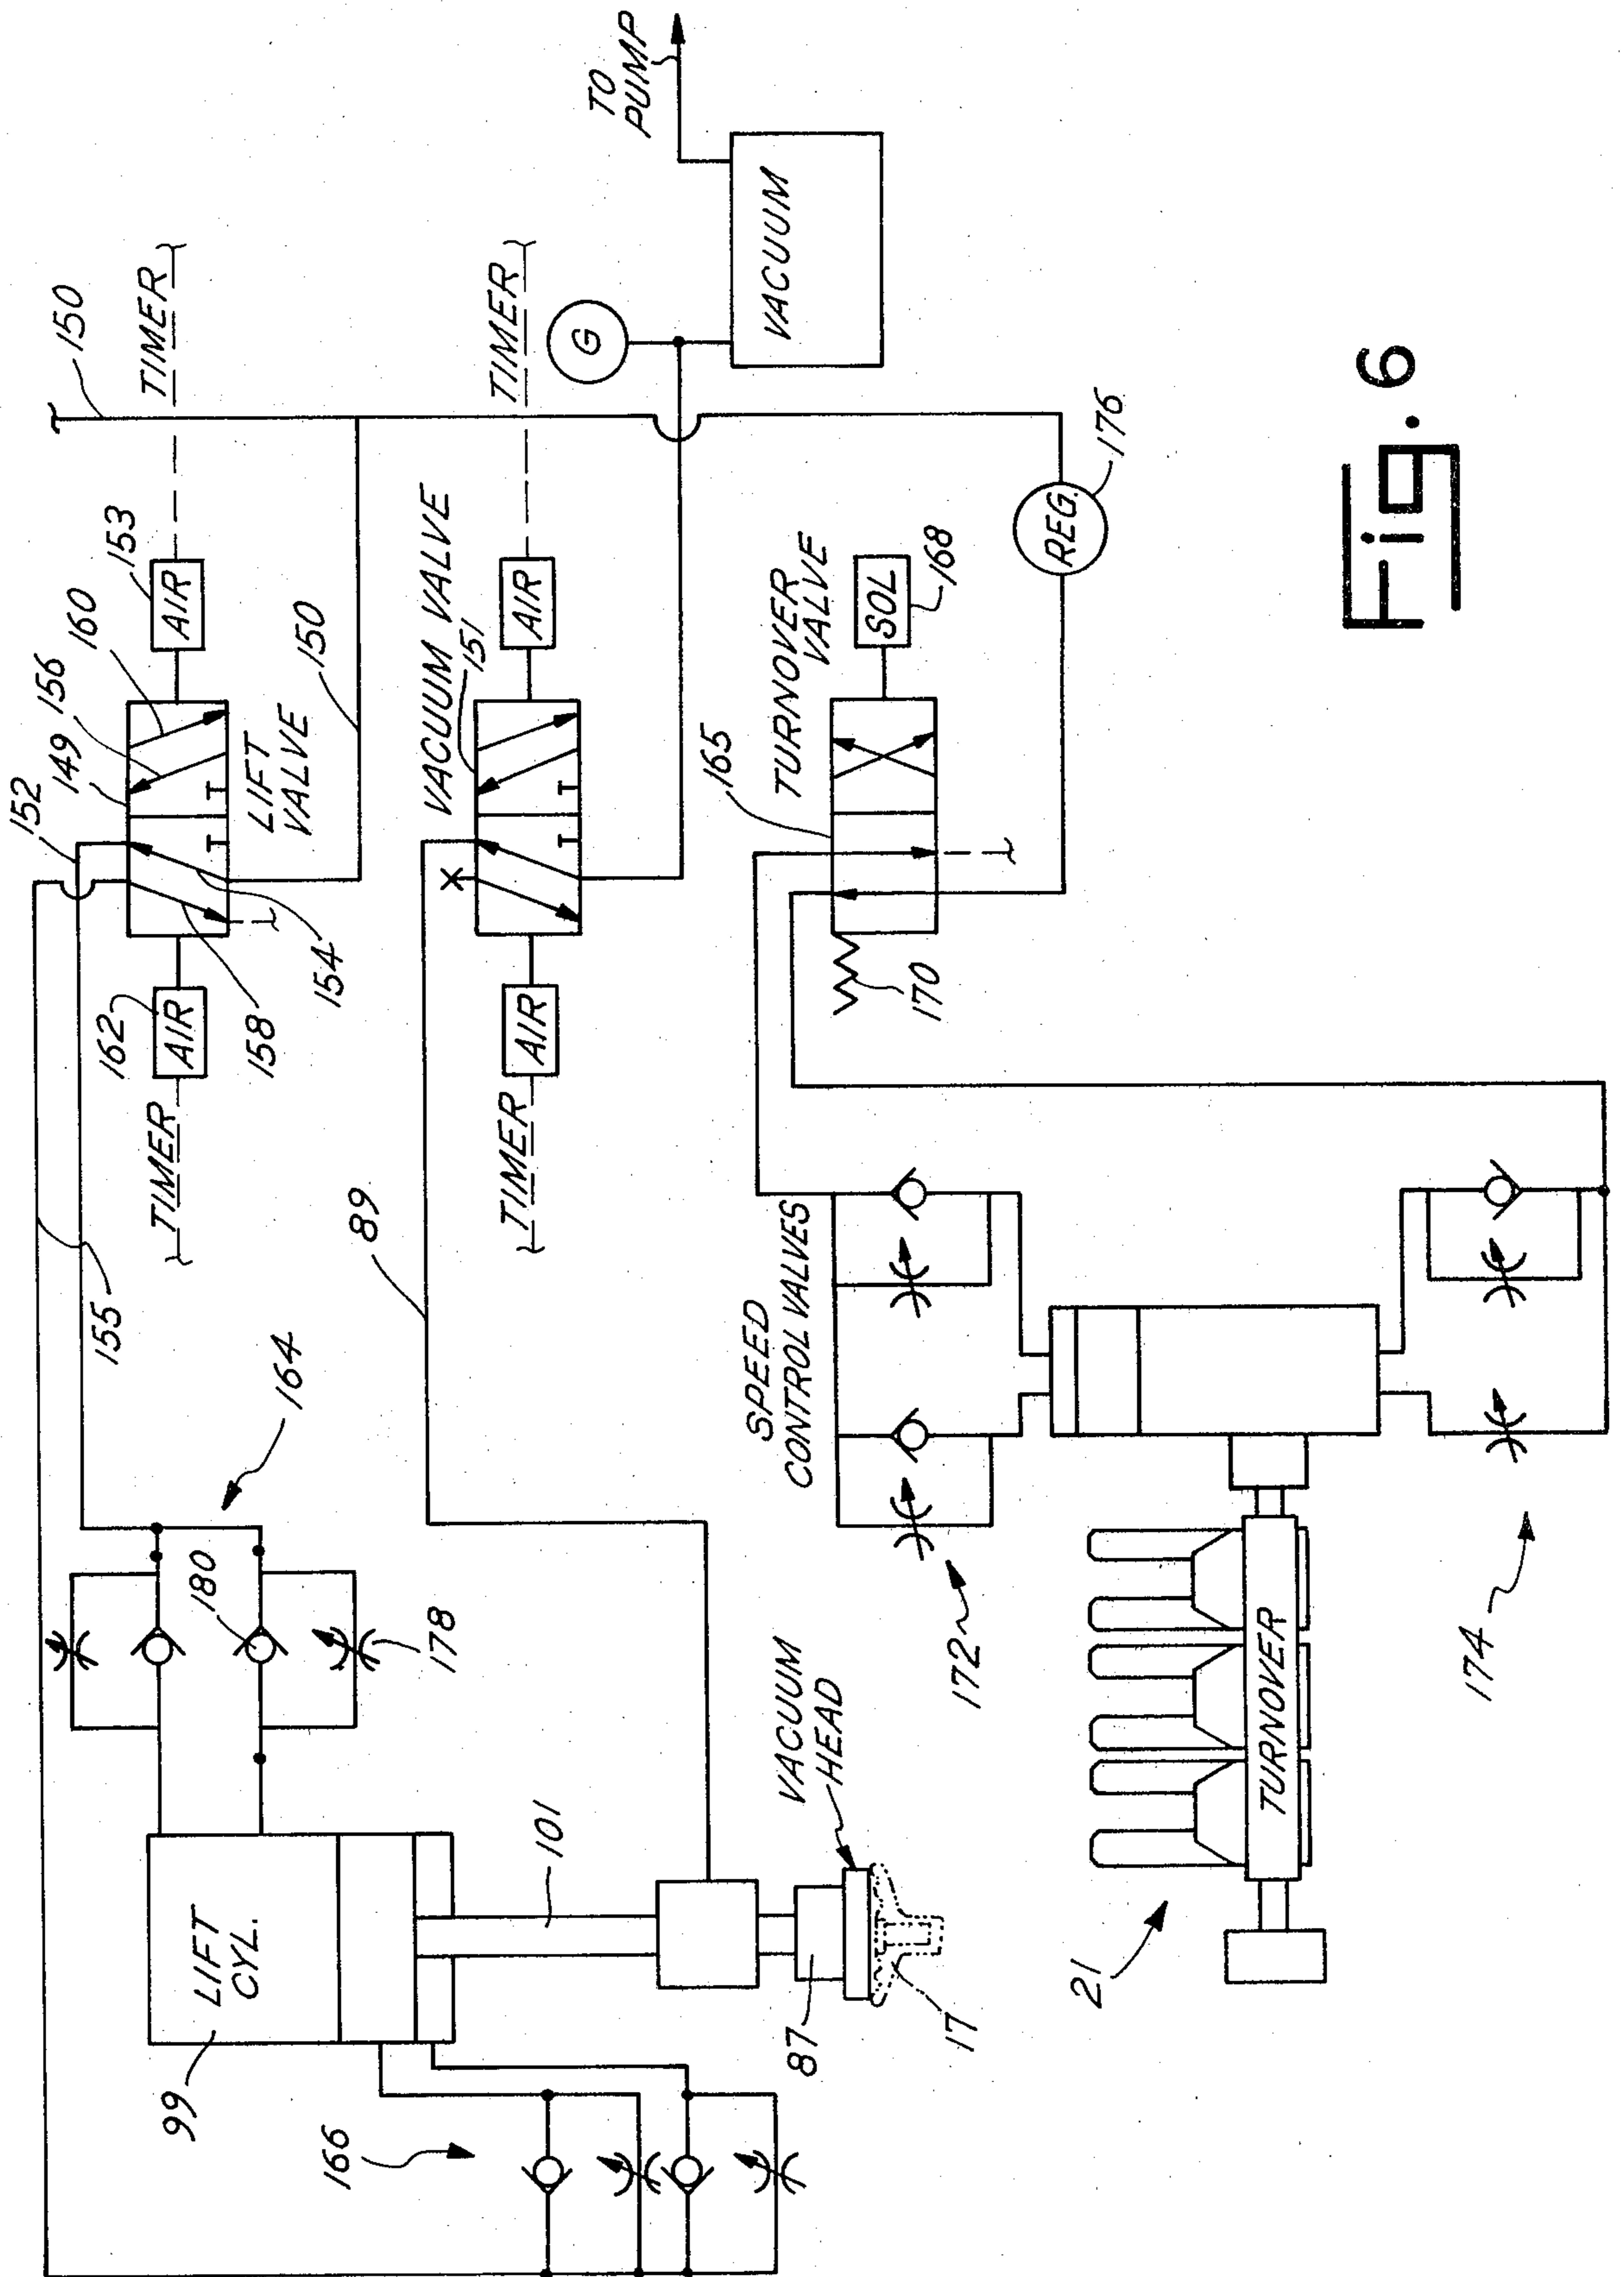 152
149
156
160
153
AIR
TIMER
150
TO
PUMP
LIFT
VALVE
150
162
AIR
TIMER
158
154
155
164
180
178
LIFT
CYL.
99
101
166
89
VACUUM VALVE
151
AIR
TIMER
AIR
TIMER
G
VACUUM
TURNOVER
VALVE
165
SOL
168
170
REG.
176
SPEED
CONTROL VALVES
172
174
VACUUM
HEAD
87
17
21
TURNOVER
Fig. 6